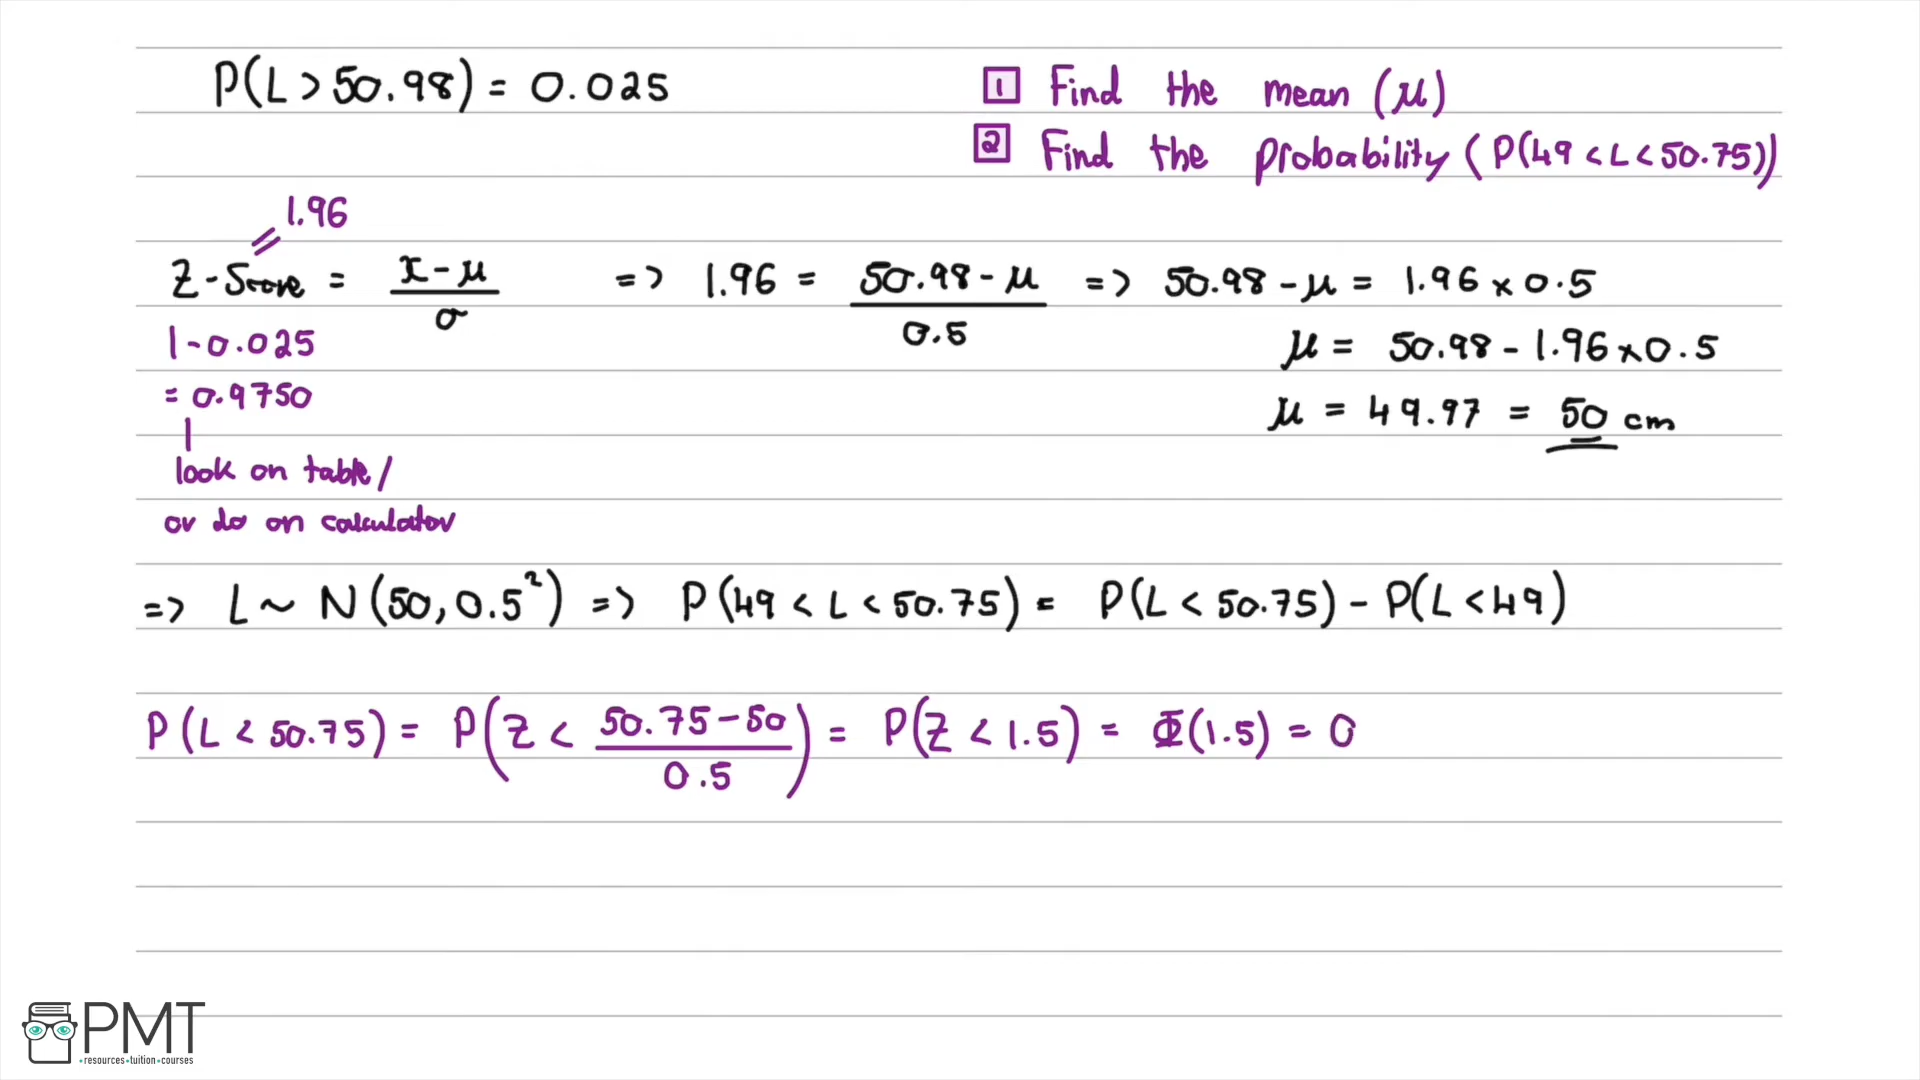 P(L > 50.98) = 0.025
1 Find the mean (μ)
2 Find the probability (P(49 < L < 50.75))
1.96
Z-Score = (x - μ)/σ => 1.96 = (50.98 - μ)/0.5 => 50.98 - μ = 1.96 × 0.5
1 - 0.025
= 0.9750
look on table/
or do on calculator
μ = 50.98 - 1.96 × 0.5
μ = 49.97 = 50 cm
=> L ~ N(50, 0.5²) => P(49 < L < 50.75) = P(L < 50.75) - P(L < 49)
P(L < 50.75) = P(Z < (50.75 - 50)/0.5) = P(Z < 1.5) = Φ(1.5) = 0
PMT
•resources•tuition•courses